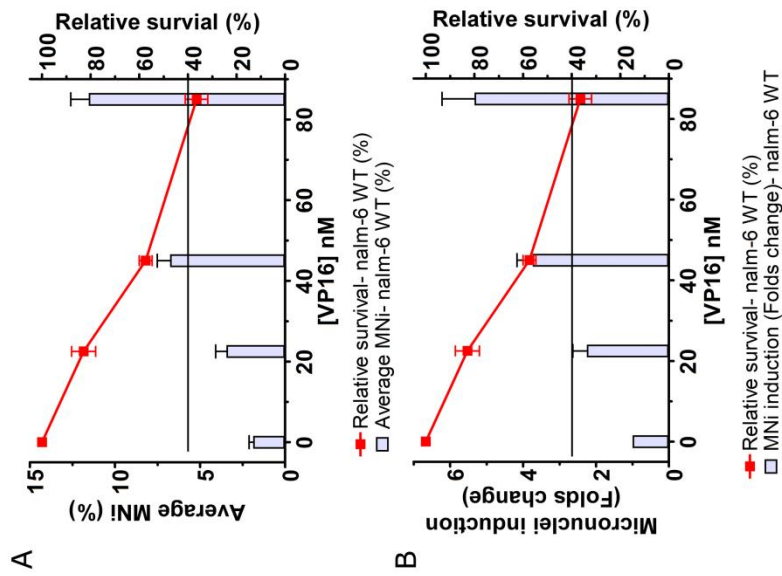 A
Relative survial (%)
100 80 60 40 20 0
15 10 5 0
Average MNi (%)
0 20 40 60 80
[VP16] nM
Relative survival- nalm-6 WT (%)
Average MNi- nalm-6 WT (%)
B
Relative survival (%)
100 80 60 40 20 0
6 4 2 0
Micronuclei induction
(Folds change)
0 20 40 60 80
[VP16] nM
Relative survival- nalm-6 WT (%)
MNi induction (Folds change)- nalm-6 WT